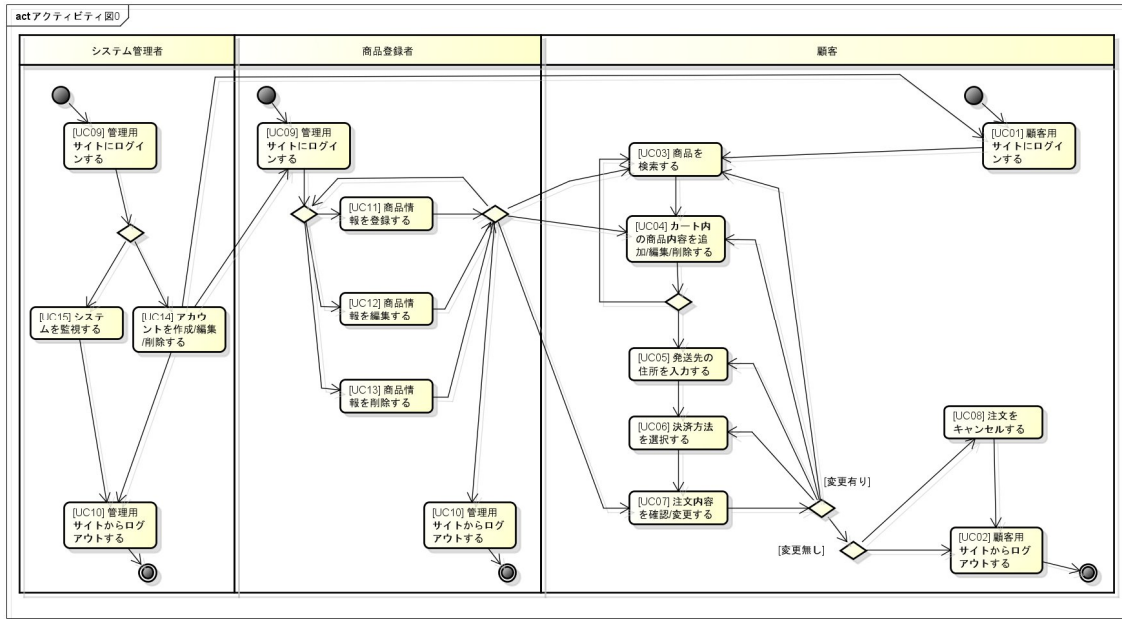 act アクティビティ図0
システム管理者
商品登録者
顧客
[UC09] 管理用
サイトにログイ
ンする
[UC15] システ
ムを監視する
[UC14] アカウ
ントを作成/編集
/削除する
[UC10] 管理用
サイトからログ
アウトする
[UC09] 管理用
サイトにログイ
ンする
[UC11] 商品情
報を登録する
[UC12] 商品情
報を編集する
[UC13] 商品情
報を削除する
[UC10] 管理用
サイトからログ
アウトする
[UC01] 顧客用
サイトにログイ
ンする
[UC03] 商品を
検索する
[UC04] カート内
の商品内容を追
加/編集/削除する
[UC05] 発送先の
住所を入力する
[UC06] 決済方法
を選択する
[UC07] 注文内容
を確認/変更する
[変更有り]
[変更無し]
[UC08] 注文を
キャンセルする
[UC02] 顧客用
サイトからログ
アウトする